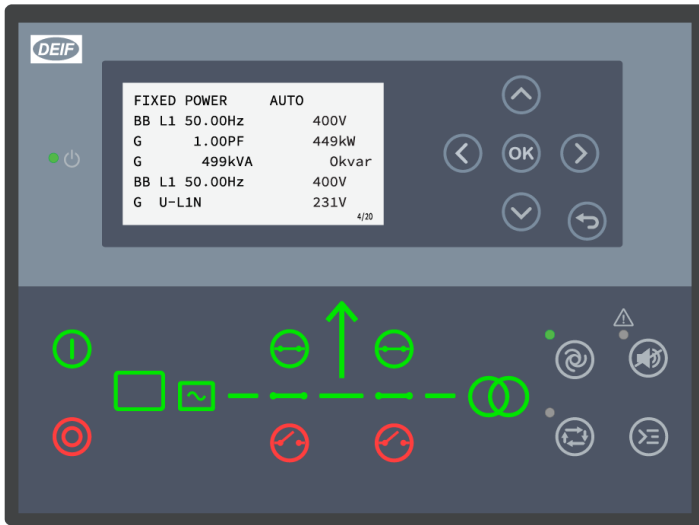 DEIF
FIXED POWER AUTO
BB L1 50.00Hz 400V
G 1.00PF 449kW
G 499kVA 0kvar
BB L1 50.00Hz 400V
G U-L1N 231V
4/20
OK